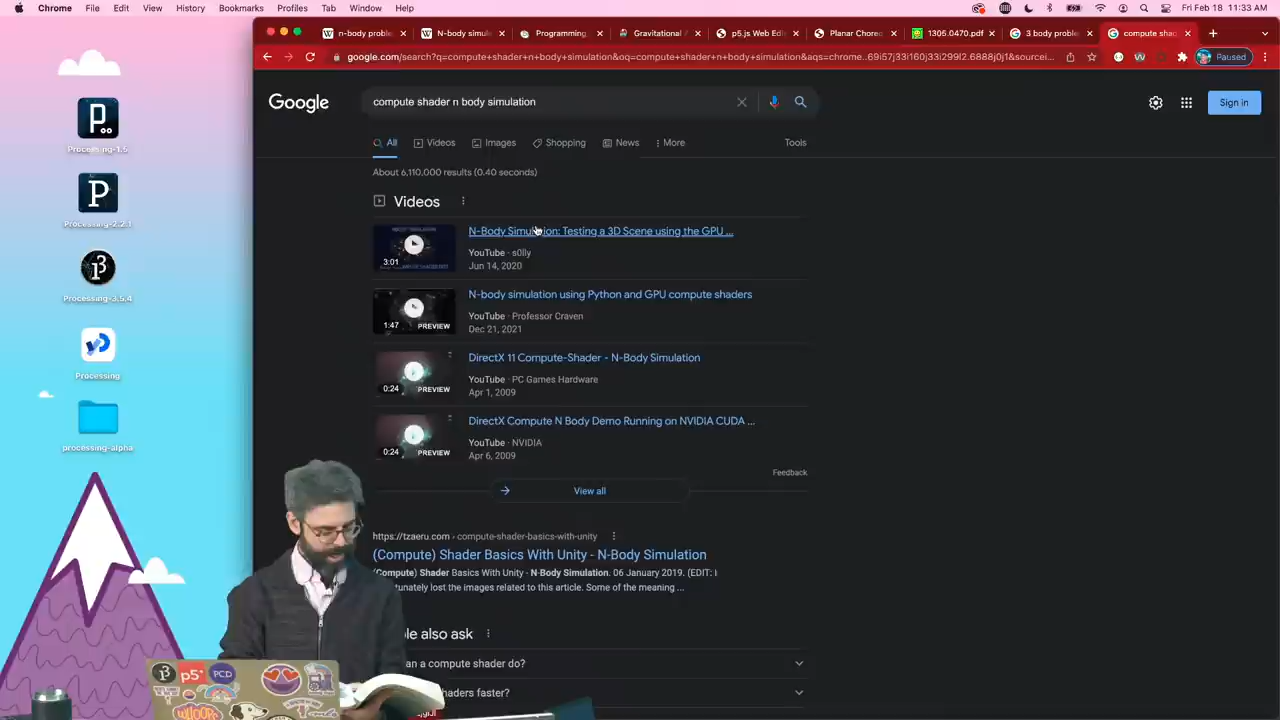 Chrome File Edit View History Bookmarks Profiles Tab Window Help Fri Feb 18 11:33 AM
n-body proble N-body simula Programming Gravitational p5.js Web Edi Planar Choreo 1305.0470.pdf 3 body problem compute shad
google.com/search?q=compute+shader+n+body+simulation&oq=compute+shader+n+body+simulation&aqs=chrome..69i57j33i160j33i299l2.6888j0j1&sourcei... Paused
Google compute shader n body simulation Sign in
All Videos Images Shopping News More Tools
About 6,110,000 results (0.40 seconds)
Videos
N-Body Simulation: Testing a 3D Scene using the GPU ...
3:01
YouTube · s0lly
Jun 14, 2020
N-body simulation using Python and GPU compute shaders
1:47 PREVIEW
YouTube · Professor Craven
Dec 21, 2021
DirectX 11 Compute-Shader - N-Body Simulation
0:24 PREVIEW
YouTube · PC Games Hardware
Apr 1, 2009
DirectX Compute N Body Demo Running on NVIDIA CUDA ...
0:24 PREVIEW
YouTube · NVIDIA
Apr 6, 2009
Feedback
View all
https://tzaeru.com › compute-shader-basics-with-unity
(Compute) Shader Basics With Unity - N-Body Simulation
(Compute) Shader Basics With Unity - N-Body Simulation. 06 January 2019. (EDIT: I
tunately lost the images related to this article. Some of the meaning ...
le also ask
an a compute shader do?
haders faster?
Processing-1.5
Processing-2.2.1
Processing-3.5.4
Processing
processing-alpha
p5* PCD
WHOOPS